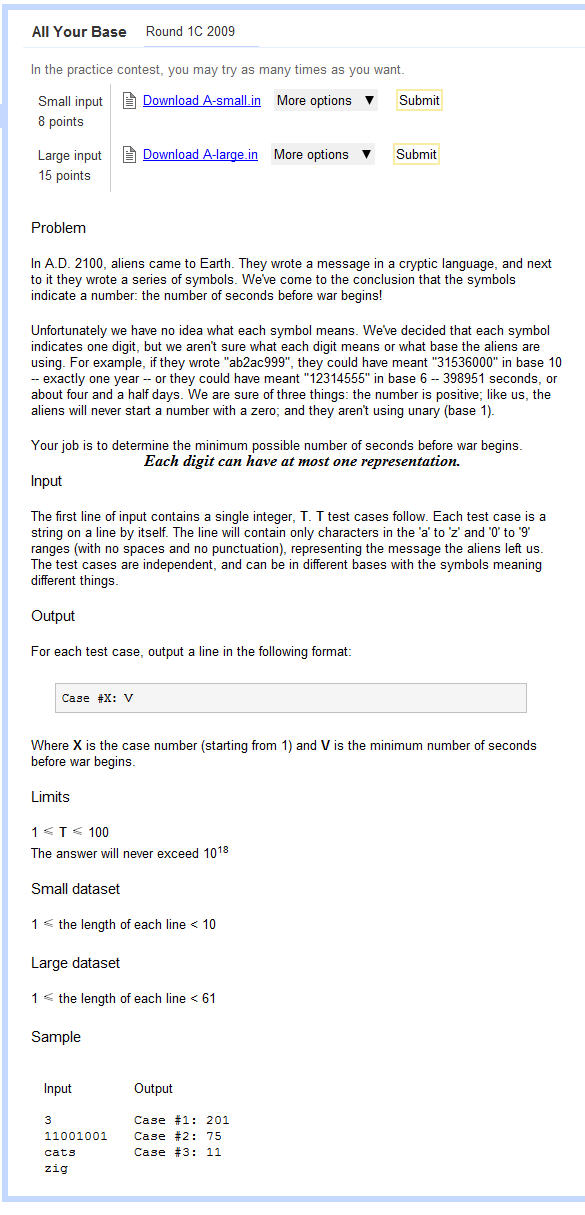 All Your Base Round 1C 2009
In the practice contest, you may try as many times as you want.
Small input
8 points
Download A-small.in More options ▼ Submit
Large input
15 points
Download A-large.in More options ▼ Submit
Problem
In A.D. 2100, aliens came to Earth. They wrote a message in a cryptic language, and next
to it they wrote a series of symbols. We've come to the conclusion that the symbols
indicate a number: the number of seconds before war begins!
Unfortunately we have no idea what each symbol means. We've decided that each symbol
indicates one digit, but we aren't sure what each digit means or what base the aliens are
using. For example, if they wrote "ab2ac999", they could have meant "31536000" in base 10
-- exactly one year -- or they could have meant "12314555" in base 6 -- 398951 seconds, or
about four and a half days. We are sure of three things: the number is positive; like us, the
aliens will never start a number with a zero; and they aren't using unary (base 1).
Your job is to determine the minimum possible number of seconds before war begins.
Each digit can have at most one representation.
Input
The first line of input contains a single integer, T. T test cases follow. Each test case is a
string on a line by itself. The line will contain only characters in the 'a' to 'z' and '0' to '9'
ranges (with no spaces and no punctuation), representing the message the aliens left us.
The test cases are independent, and can be in different bases with the symbols meaning
different things.
Output
For each test case, output a line in the following format:
Case #X: V
Where X is the case number (starting from 1) and V is the minimum number of seconds
before war begins.
Limits
1 ≤ T ≤ 100
The answer will never exceed 10¹⁸
Small dataset
1 ≤ the length of each line < 10
Large dataset
1 ≤ the length of each line < 61
Sample
Input Output
3 Case #1: 201
11001001 Case #2: 75
cats Case #3: 11
zig